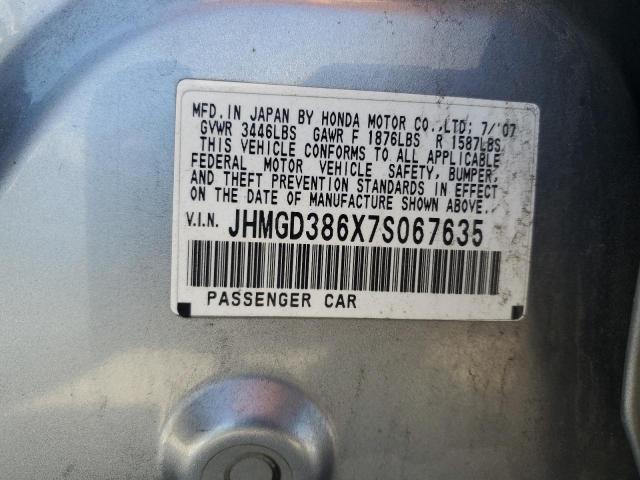 MFD. IN JAPAN BY HONDA MOTOR CO.,LTD; 7/'07
GVWR 3446LBS GAWR F 1876LBS R 1587LBS
THIS VEHICLE CONFORMS TO ALL APPLICABLE
FEDERAL MOTOR VEHICLE SAFETY, BUMPER,
AND THEFT PREVENTION STANDARDS IN EFFECT
ON THE DATE OF MANUFACTURE SHOWN ABOVE.
V.I.N. JHMGD386X7S067635
PASSENGER CAR